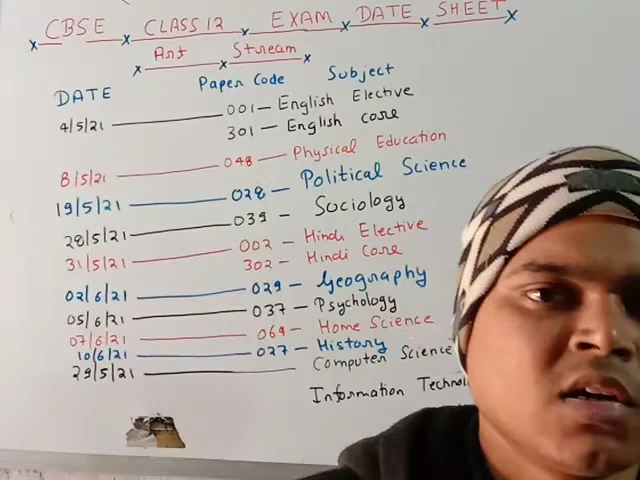 CBSE CLASS 12 EXAM DATE SHEET
Art Stream
DATE Paper Code Subject
4/5/21 001 – English Elective
301 – English core
8/5/21 048 – Physical Education
19/5/21 028 – Political Science
28/5/21 039 – Sociology
31/5/21 002 – Hindi Elective
302 – Hindi Core
02/6/21 029 – Geography
05/6/21 037 – Psychology
07/6/21 064 – Home Science
10/6/21 027 – History
29/5/21 Computer Science
Information